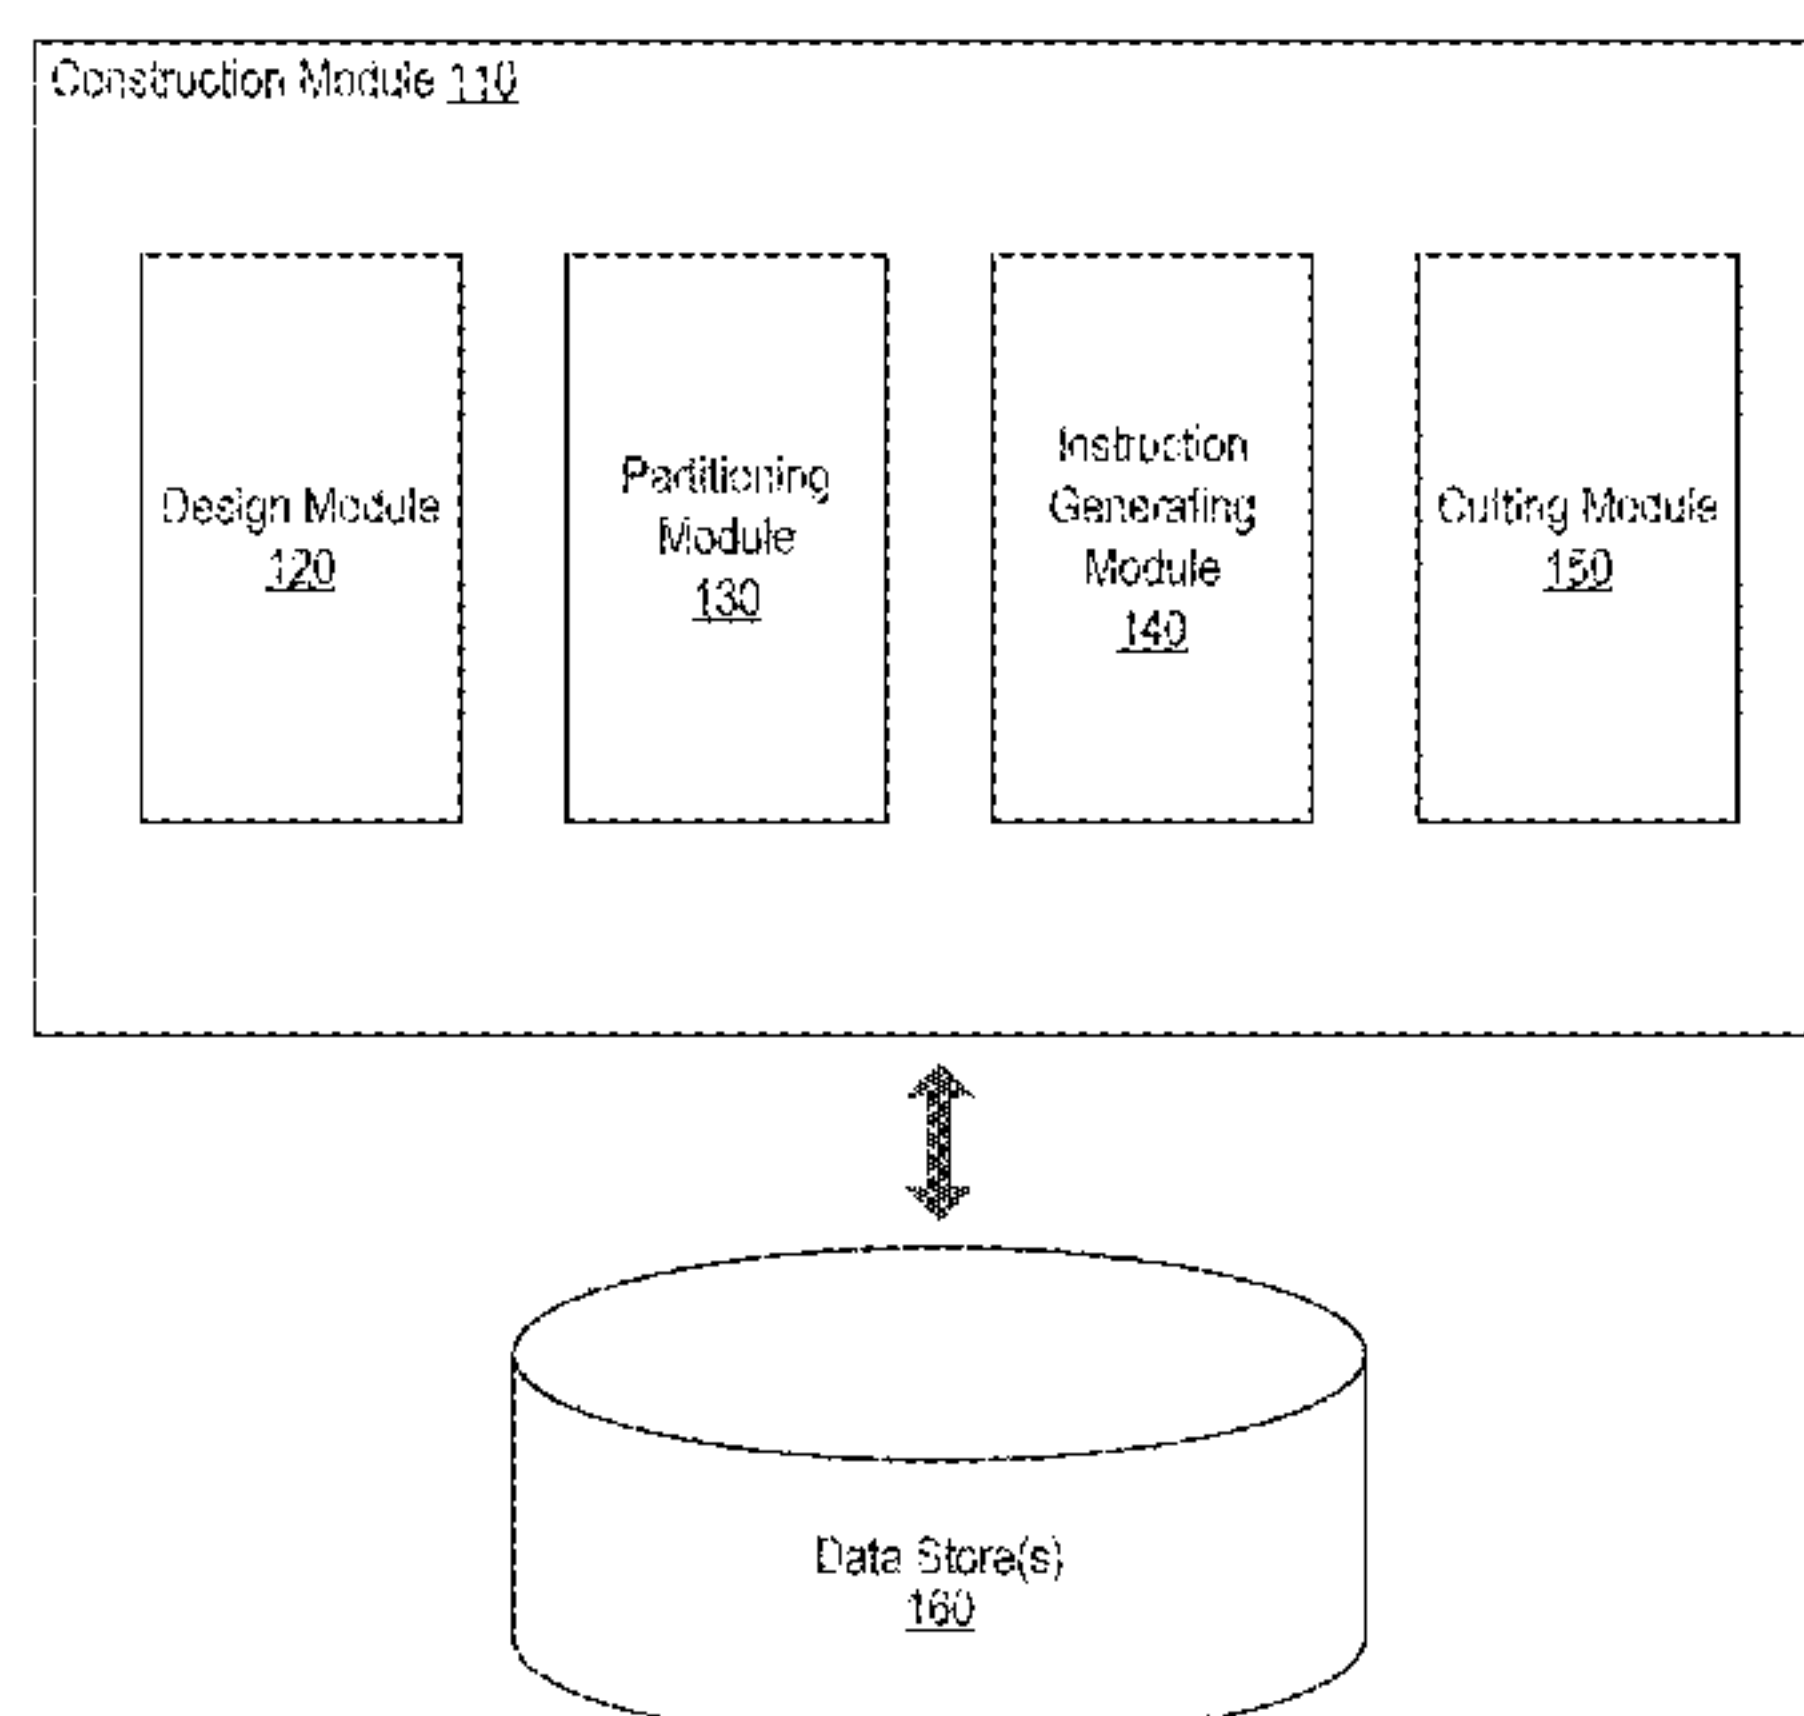 Construction Module 110
Design Module
120
Partitioning
Module
130
Instruction
Generating
Module
140
Cutting Module
150
Data Store(s)
160